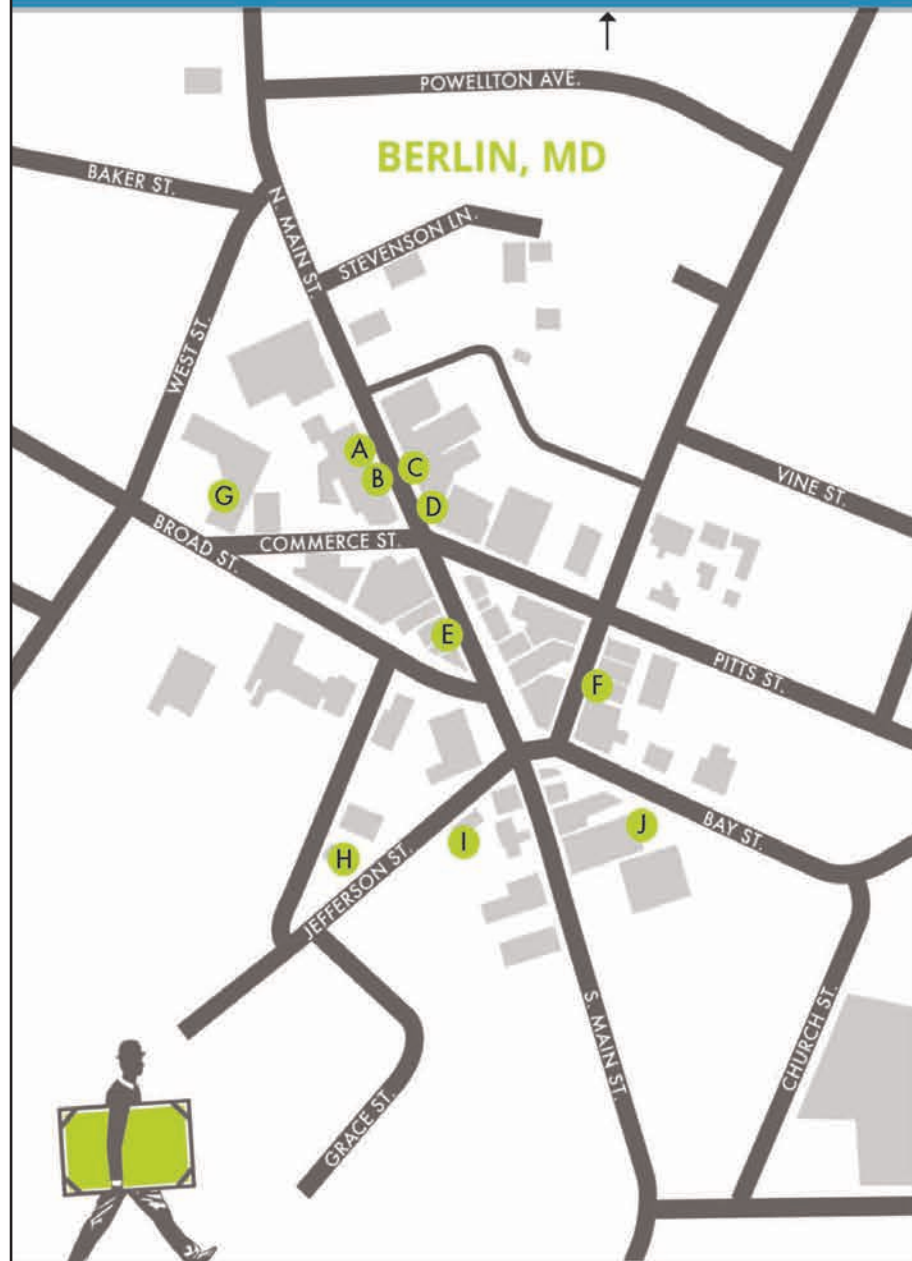 POWELLTON AVE.
BERLIN, MD
BAKER ST.
N. MAIN ST.
STEVENSON LN.
WEST ST.
A
B
C
D
G
VINE ST.
BROAD ST.
COMMERCE ST.
E
F
PITTS ST.
H
I
J
BAY ST.
JEFFERSON ST.
S. MAIN ST.
CHURCH ST.
GRACE ST.